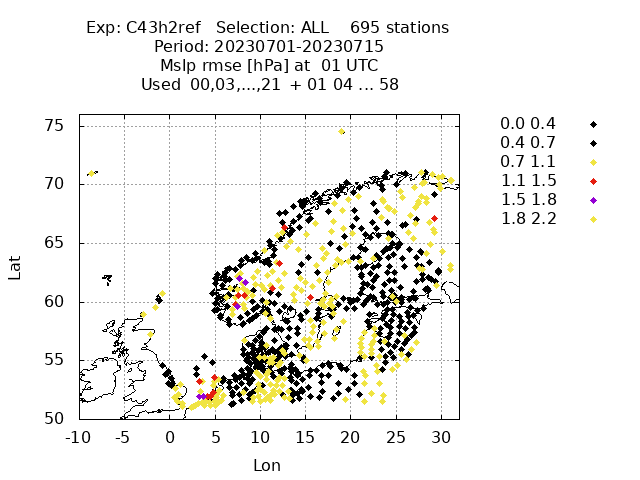 Exp: C43h2ref   Selection: ALL    695 stations
Period: 20230701-20230715
Mslp rmse [hPa] at  01 UTC
Used  00,03,...,21  + 01 04 ... 58
0.0 0.4
0.4 0.7
0.7 1.1
1.1 1.5
1.5 1.8
1.8 2.2
75
70
65
60
55
50
Lat
-10 -5 0 5 10 15 20 25 30
Lon